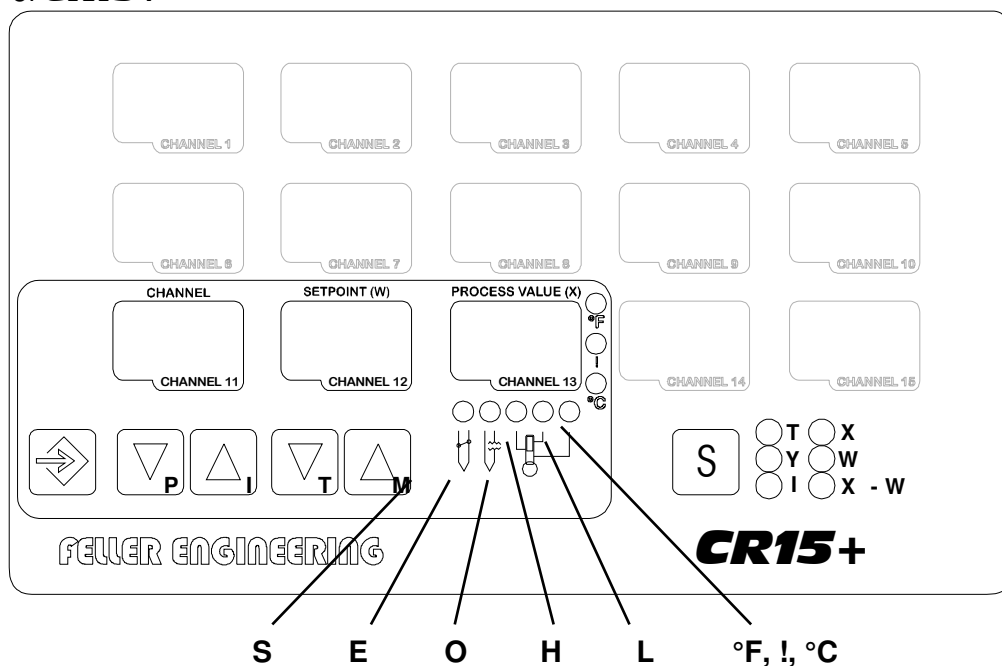 CHANNEL 1 CHANNEL 2 CHANNEL 3 CHANNEL 4 CHANNEL 5
CHANNEL 6 CHANNEL 7 CHANNEL 8 CHANNEL 9 CHANNEL 10
CHANNEL SETPOINT (W) PROCESS VALUE (X)
°F
I
°C
CHANNEL 11 CHANNEL 12 CHANNEL 13 CHANNEL 14 CHANNEL 15
P I T M
S
T X
Y W
I X - W
FELLER ENGINEERING
CR15+
S E O H L °F, !, °C